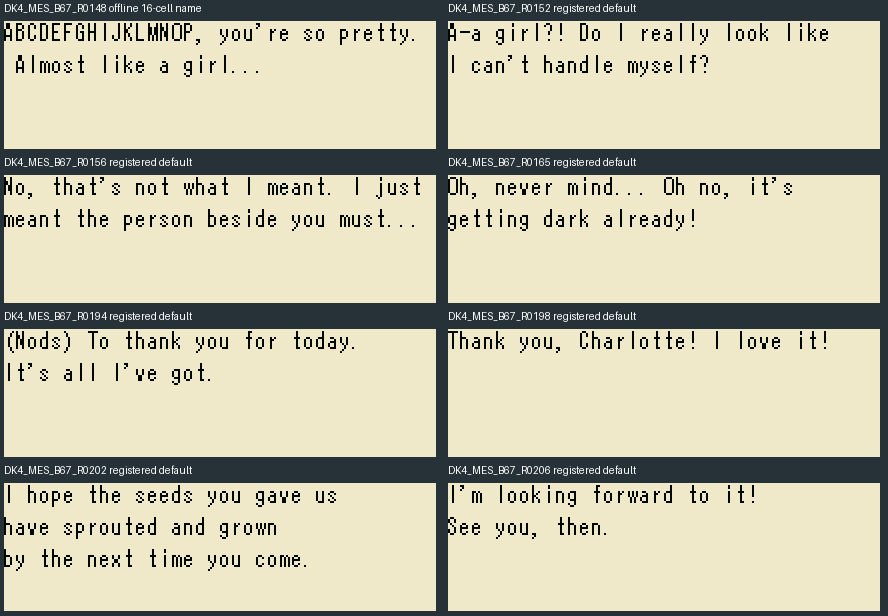 DK4_MES_B67_R0148 offline 16-cell name
ABCDEFGHIJKLMNOP, you're so pretty.
Almost like a girl...
DK4_MES_B67_R0152 registered default
A-a girl?! Do I really look like
I can't handle myself?
DK4_MES_B67_R0156 registered default
No, that's not what I meant. I just
meant the person beside you must...
DK4_MES_B67_R0165 registered default
Oh, never mind... Oh no, it's
getting dark already!
DK4_MES_B67_R0194 registered default
(Nods) To thank you for today.
It's all I've got.
DK4_MES_B67_R0198 registered default
Thank you, Charlotte! I love it!
DK4_MES_B67_R0202 registered default
I hope the seeds you gave us
have sprouted and grown
by the next time you come.
DK4_MES_B67_R0206 registered default
I'm looking forward to it!
See you, then.